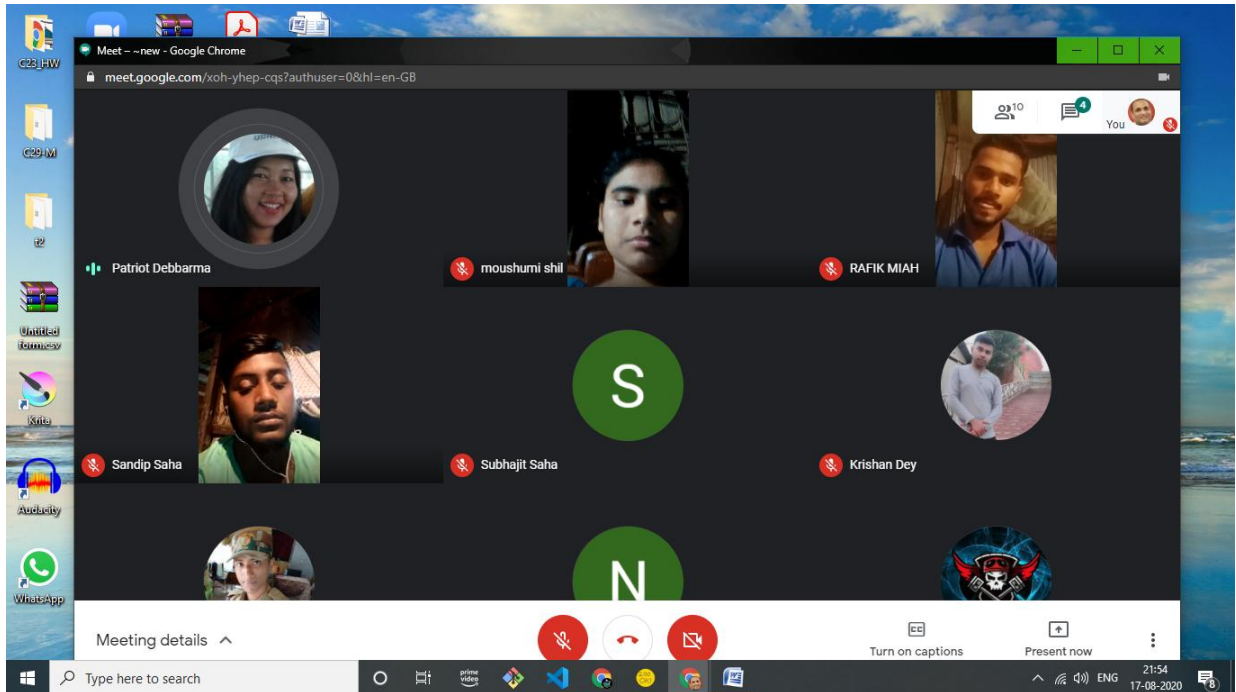 Meet – ~new - Google Chrome
meet.google.com/xoh-yhep-cqs?authuser=0&hl=en-GB
10
4
You
Patriot Debbarma
moushumi shil
RAFIK MIAH
Sandip Saha
S
Subhajit Saha
Krishan Dey
N
Meeting details
CC
Turn on captions
Present now
C23_HW
C29-M
Untitled
form.csv
Krita
Audacity
WhatsApp
Type here to search
prime
video
ENG
21:54
17-08-2020
8